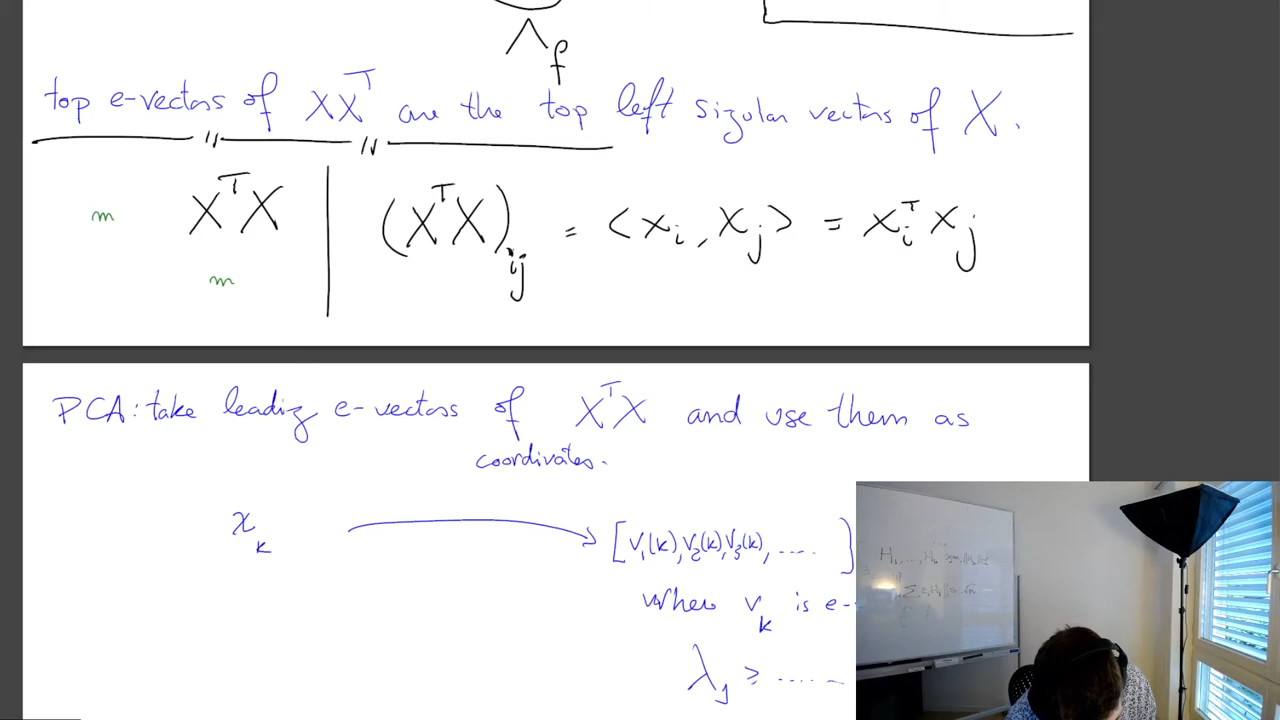 f
top e-vectors of XX^T are the top left sigular vectors of X.
m X^T X | (X^T X)_ij = <x_i, x_j> = x_i^T x_j
m
PCA: take leading e-vectors of X^T X and use them as
coordinates.
x_k → [v_1(k), v_2(k), v_3(k), ....]
where v_k is e-
λ_1 ≥ ......